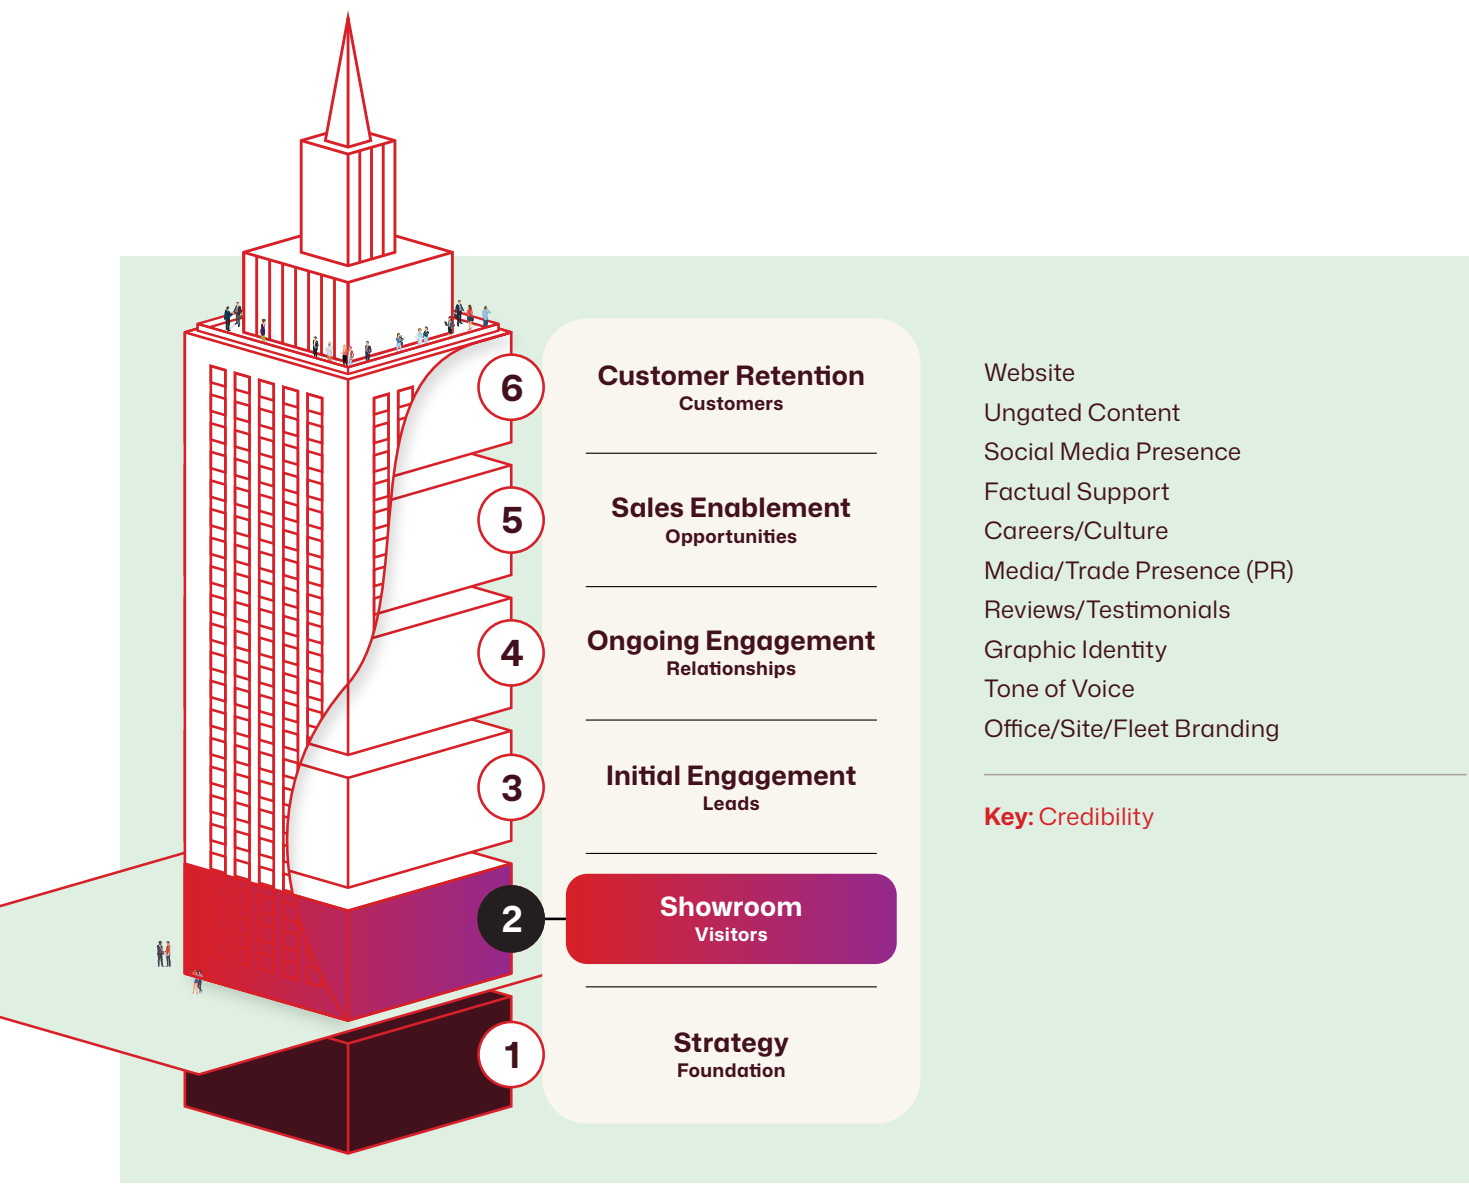 6
Customer Retention
Customers
5
Sales Enablement
Opportunities
4
Ongoing Engagement
Relationships
3
Initial Engagement
Leads
2
Showroom
Visitors
1
Strategy
Foundation
Website
Ungated Content
Social Media Presence
Factual Support
Careers/Culture
Media/Trade Presence (PR)
Reviews/Testimonials
Graphic Identity
Tone of Voice
Office/Site/Fleet Branding
Key: Credibility